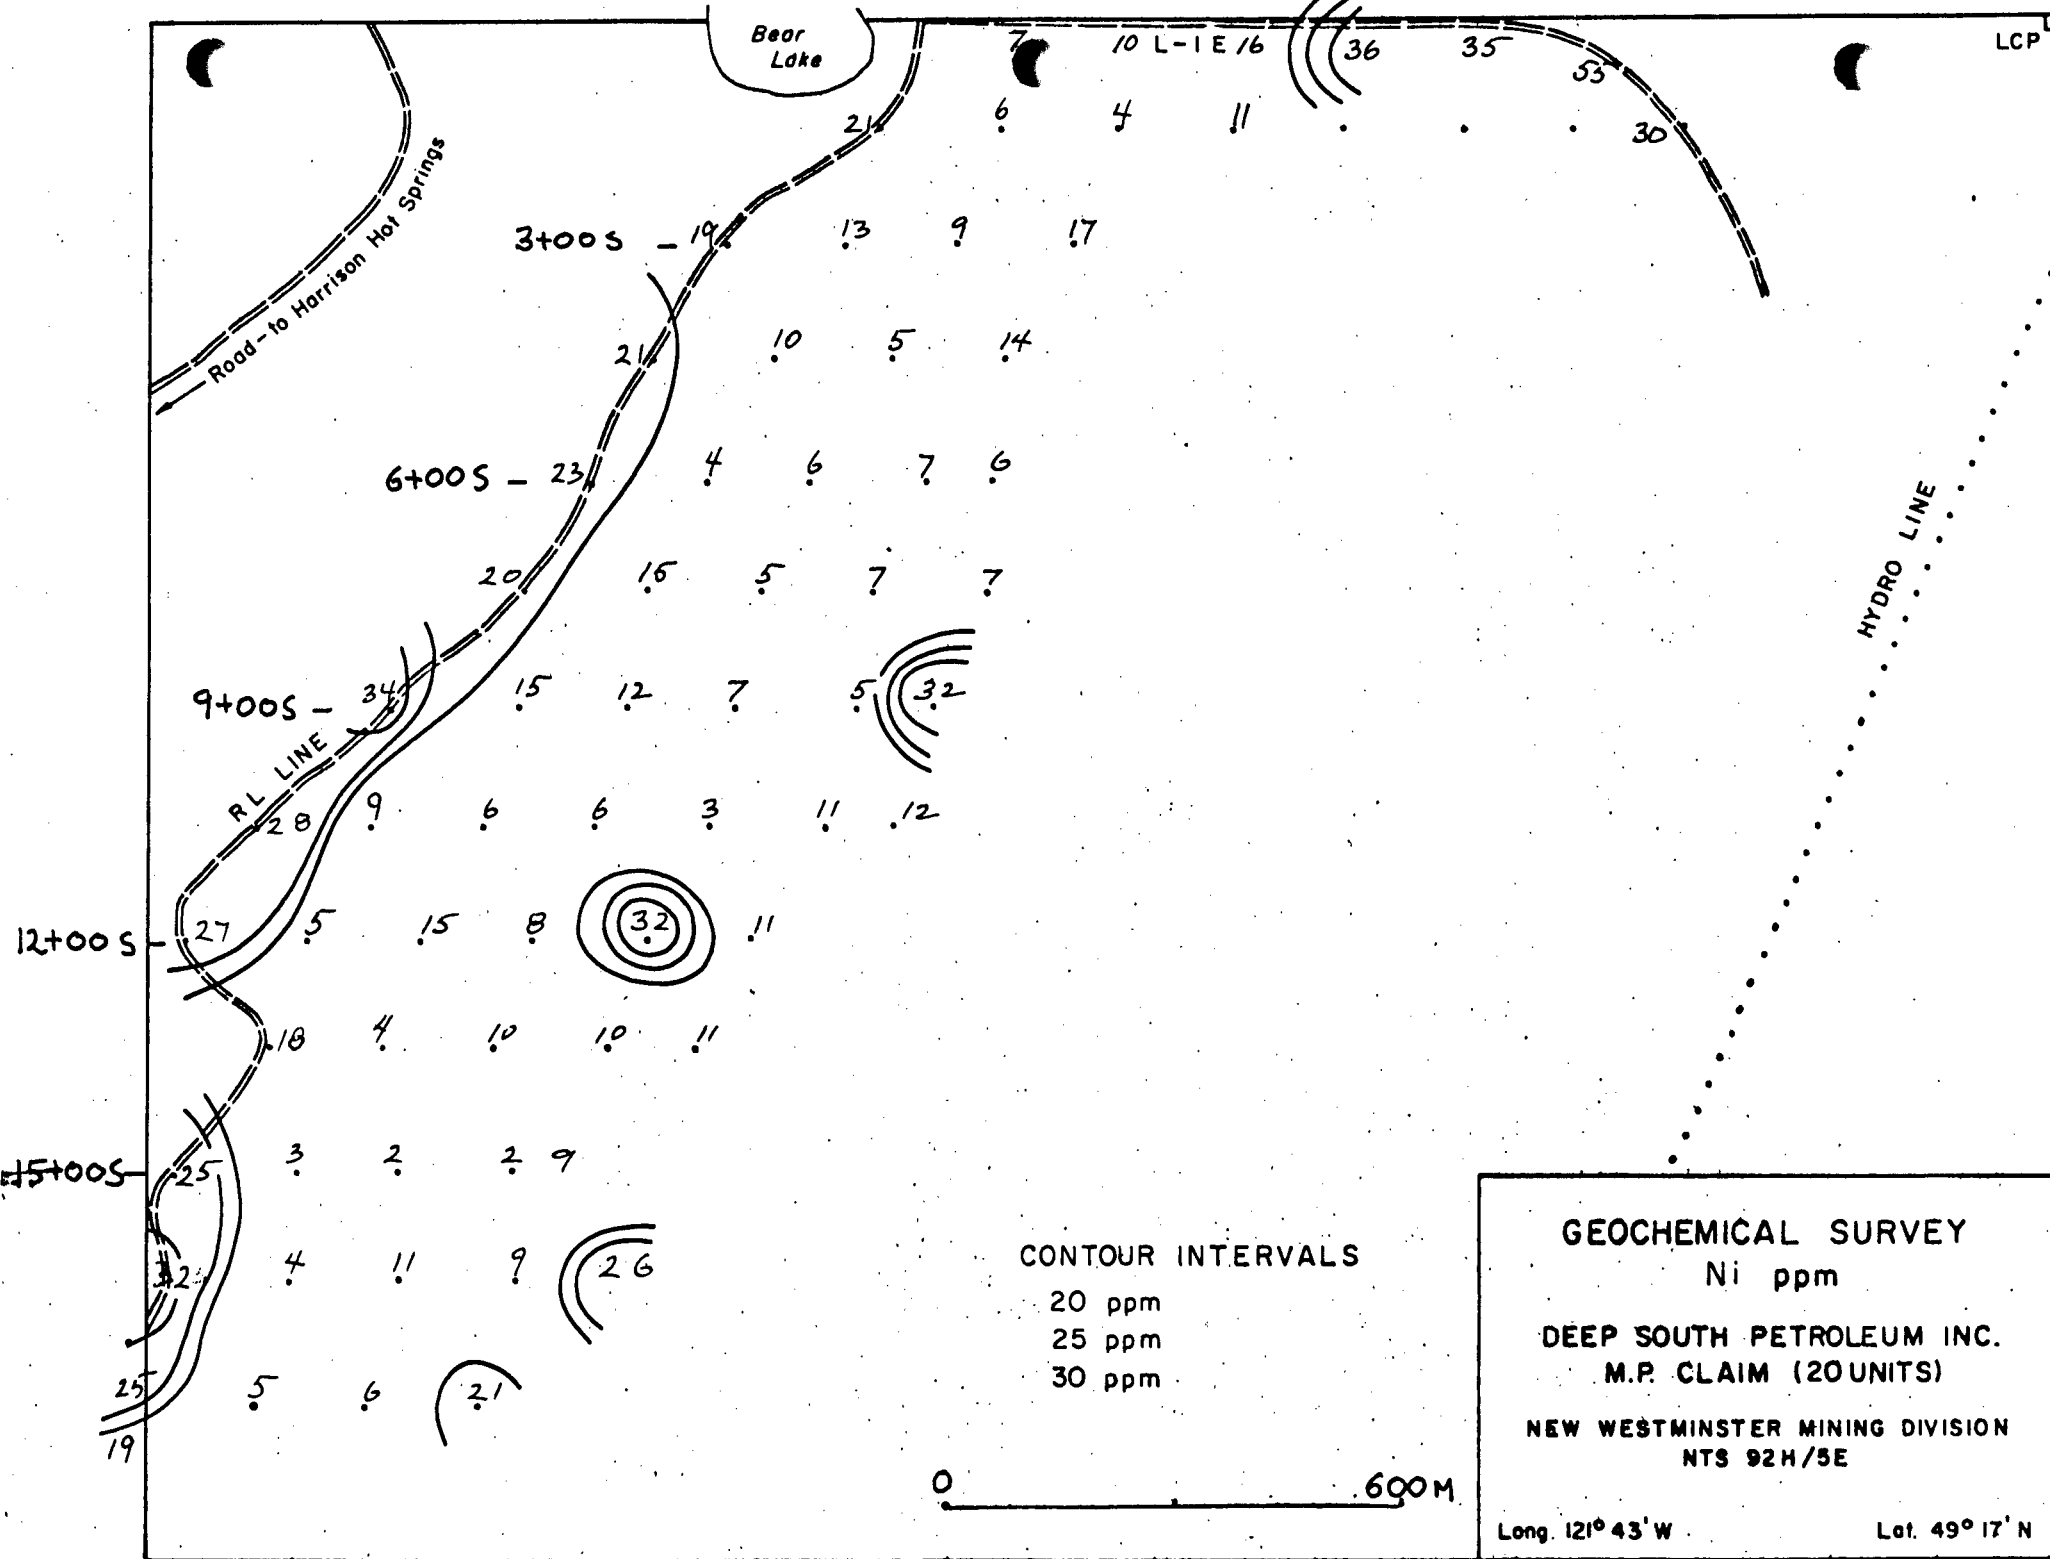 Bear
Lake
LCP
7 10 L-1E 16 36 35
55
21 6 4 11 30
Road - to Harrison Hot Springs
3+00S – 19 13 9 17
21 10 5 14
6+00S – 23 4 6 7 6
HYDRO LINE
20 16 5 7 7
9+00S – 34 15 12 7 5 32
RL LINE
28 9 6 6 3 11 12
12+00S 27 5 15 8 32 11
18 4 10 10 11
15+00S 25 3 2 2 9
32 4 11 9 26
25 5 6 21
19
CONTOUR INTERVALS
20 ppm
25 ppm
30 ppm
0 600M
GEOCHEMICAL SURVEY
Ni ppm
DEEP SOUTH PETROLEUM INC.
M.P. CLAIM (20 UNITS)
NEW WESTMINSTER MINING DIVISION
NTS 92H/5E
Long. 121° 43' W Lat. 49° 17' N